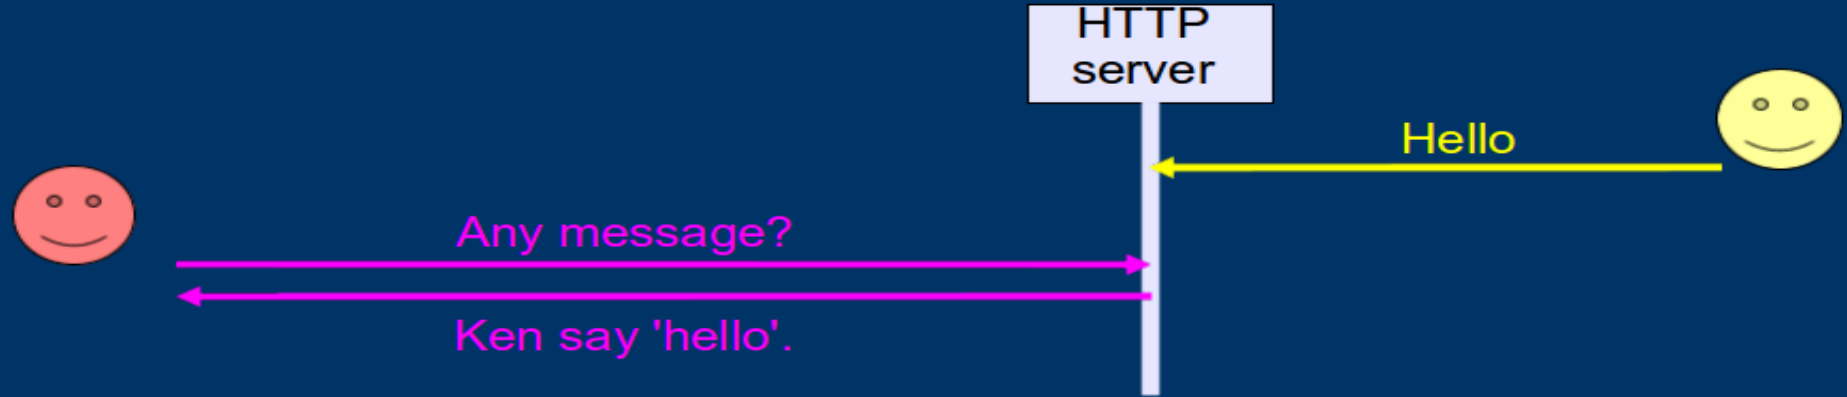 HTTP
server
Hello
Any message?
Ken say 'hello'.